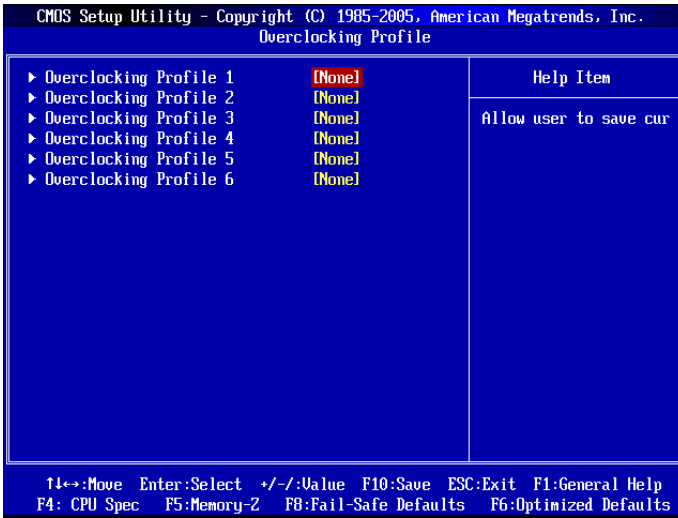 CMOS Setup Utility - Copyright (C) 1985-2005, American Megatrends, Inc.
Overclocking Profile
▶ Overclocking Profile 1 [None]
▶ Overclocking Profile 2 [None]
▶ Overclocking Profile 3 [None]
▶ Overclocking Profile 4 [None]
▶ Overclocking Profile 5 [None]
▶ Overclocking Profile 6 [None]
Help Item
Allow user to save cur
↑↓↔:Move Enter:Select +/-/:Value F10:Save ESC:Exit F1:General Help
F4: CPU Spec F5:Memory-Z F8:Fail-Safe Defaults F6:Optimized Defaults